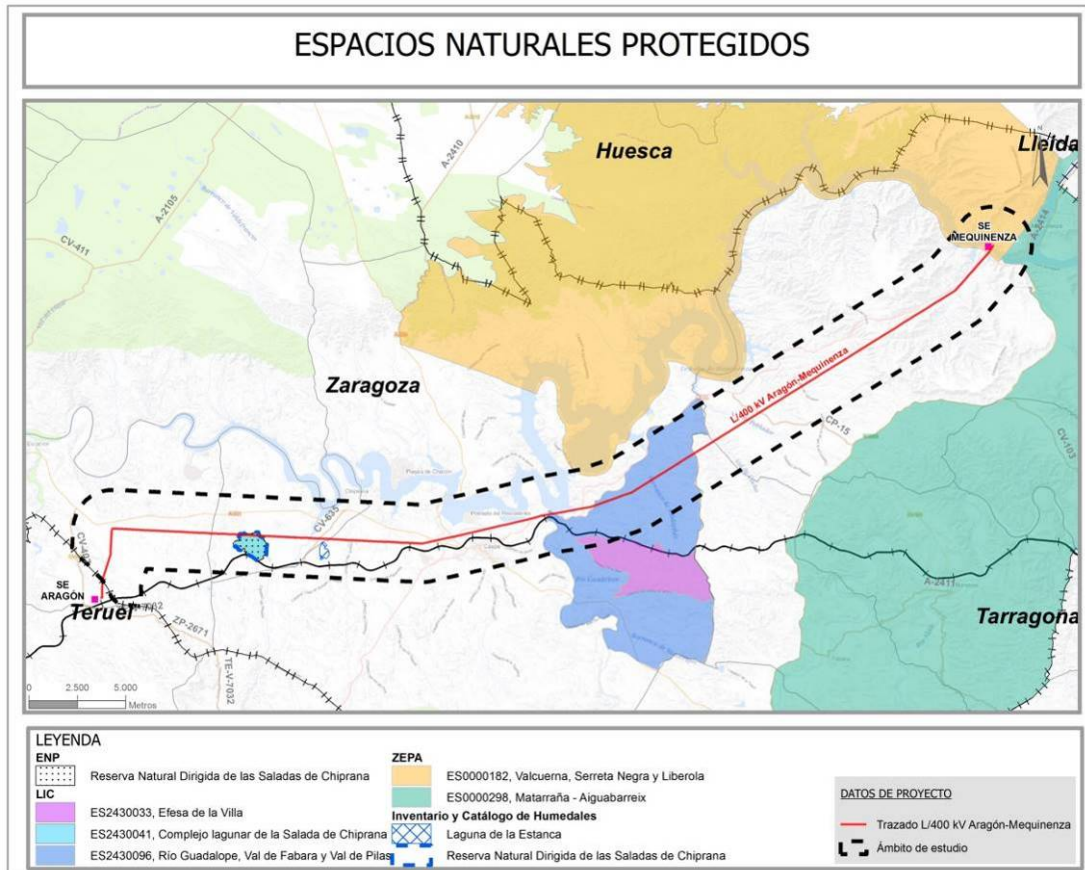 ESPACIOS NATURALES PROTEGIDOS
Huesca
Lleida
A-2410
A-2105
CV-411
SE
MEQUINENZA
A-2414
Zaragoza
L/400 kV Aragón-Mequinenza
CP-15
CV-103
CV-635
SE
ARAGÓN
Teruel
ZP-2671
TE-V-7032
A-2411
Tarragona
0 2.500 5.000
Metros
LEYENDA
ENP
Reserva Natural Dirigida de las Saladas de Chiprana
LIC
ES2430033, Efesa de la Villa
ES2430041, Complejo lagunar de la Salada de Chiprana
ES2430096, Río Guadalope, Val de Fabara y Val de Pilas
ZEPA
ES0000182, Valcuerna, Serreta Negra y Liberola
ES0000298, Matarraña - Aiguabarreix
Inventario y Catálogo de Humedales
Laguna de la Estanca
Reserva Natural Dirigida de las Saladas de Chiprana
DATOS DE PROYECTO
Trazado L/400 kV Aragón-Mequinenza
Ámbito de estudio